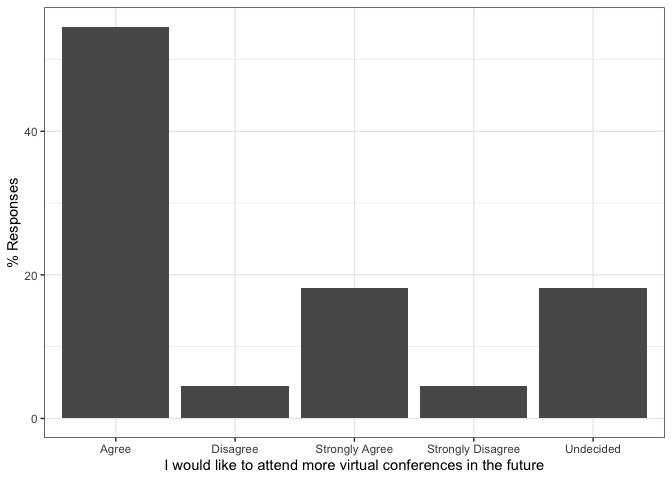 % Responses
40
20
0
Agree Disagree Strongly Agree Strongly Disagree Undecided
I would like to attend more virtual conferences in the future